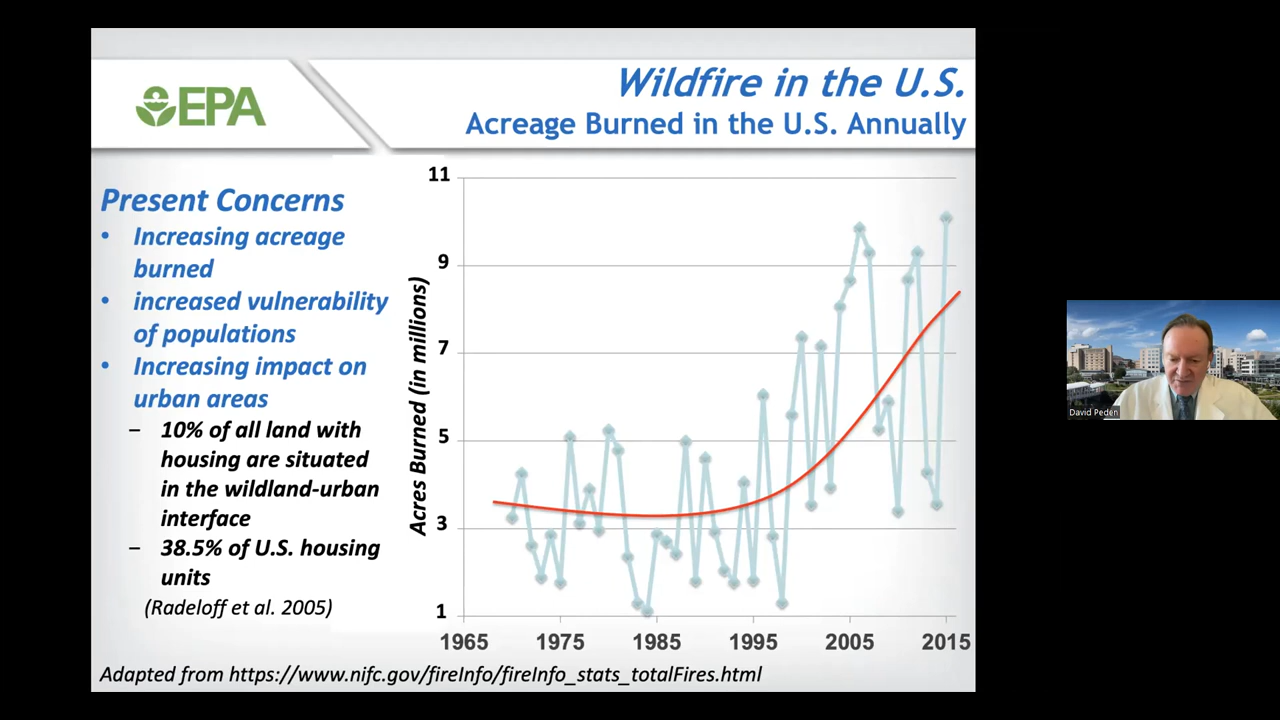 EPA
Wildfire in the U.S.
Acreage Burned in the U.S. Annually
Present Concerns
• Increasing acreage
burned
• increased vulnerability
of populations
• Increasing impact on
urban areas
– 10% of all land with
housing are situated
in the wildland-urban
interface
– 38.5% of U.S. housing
units
(Radeloff et al. 2005)
Acres Burned (in millions)
11
9
7
5
3
1
1965 1975 1985 1995 2005 2015
Adapted from https://www.nifc.gov/fireInfo/fireInfo_stats_totalFires.html
David Peden